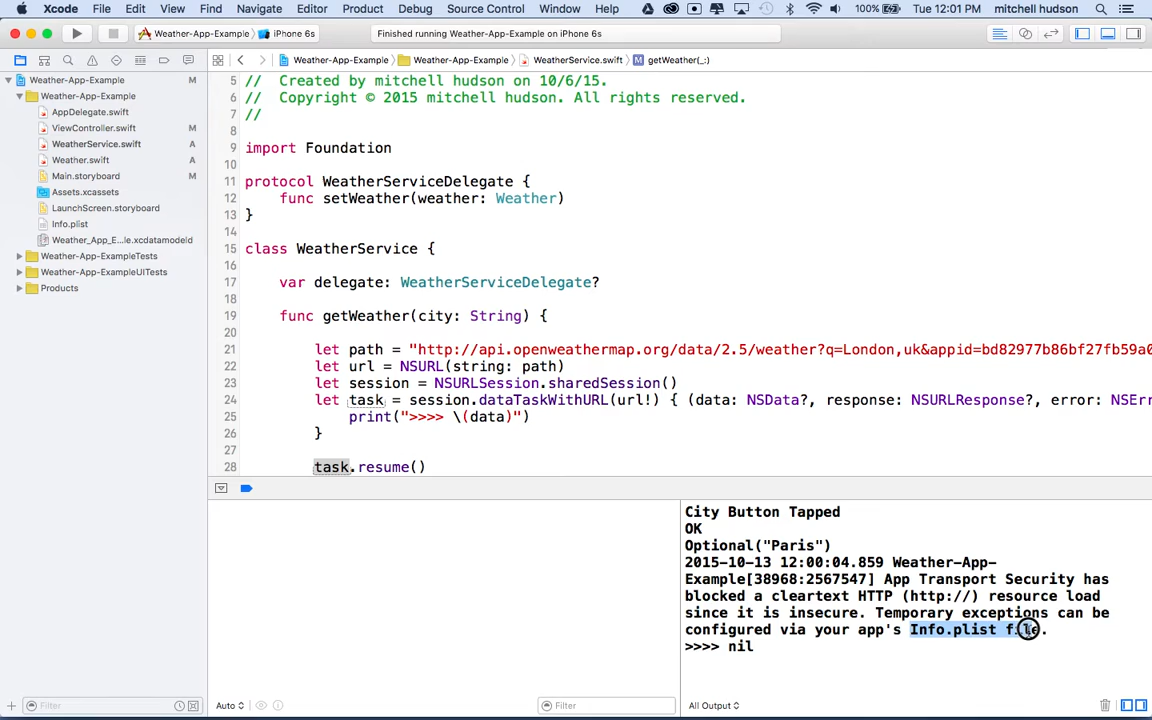 Xcode File Edit View Find Navigate Editor Product Debug Source Control Window Help 100% Tue 12:01 PM mitchell hudson
Weather-App-Example iPhone 6s Finished running Weather-App-Example on iPhone 6s
Weather-App-Example Weather-App-Example WeatherService.swift M getWeather(_:)
Weather-App-Example M
Weather-App-Example
AppDelegate.swift
ViewController.swift M
WeatherService.swift A
Weather.swift A
Main.storyboard M
Assets.xcassets
LaunchScreen.storyboard
Info.plist
Weather_App_E...le.xcdatamodeld
Weather-App-ExampleTests
Weather-App-ExampleUITests
Products
5 // Created by mitchell hudson on 10/6/15.
6 // Copyright © 2015 mitchell hudson. All rights reserved.
7 //
8
9 import Foundation
10
11 protocol WeatherServiceDelegate {
12 func setWeather(weather: Weather)
13 }
14
15 class WeatherService {
16
17 var delegate: WeatherServiceDelegate?
18
19 func getWeather(city: String) {
20
21 let path = "http://api.openweathermap.org/data/2.5/weather?q=London,uk&appid=bd82977b86bf27fb59a0
22 let url = NSURL(string: path)
23 let session = NSURLSession.sharedSession()
24 let task = session.dataTaskWithURL(url!) { (data: NSData?, response: NSURLResponse?, error: NSErr
25 print(">>>> \(data)")
26 }
27
28 task.resume()
City Button Tapped
OK
Optional("Paris")
2015-10-13 12:00:04.859 Weather-App-
Example[38968:2567547] App Transport Security has
blocked a cleartext HTTP (http://) resource load
since it is insecure. Temporary exceptions can be
configured via your app's Info.plist file.
>>>> nil
Filter Auto Filter All Output